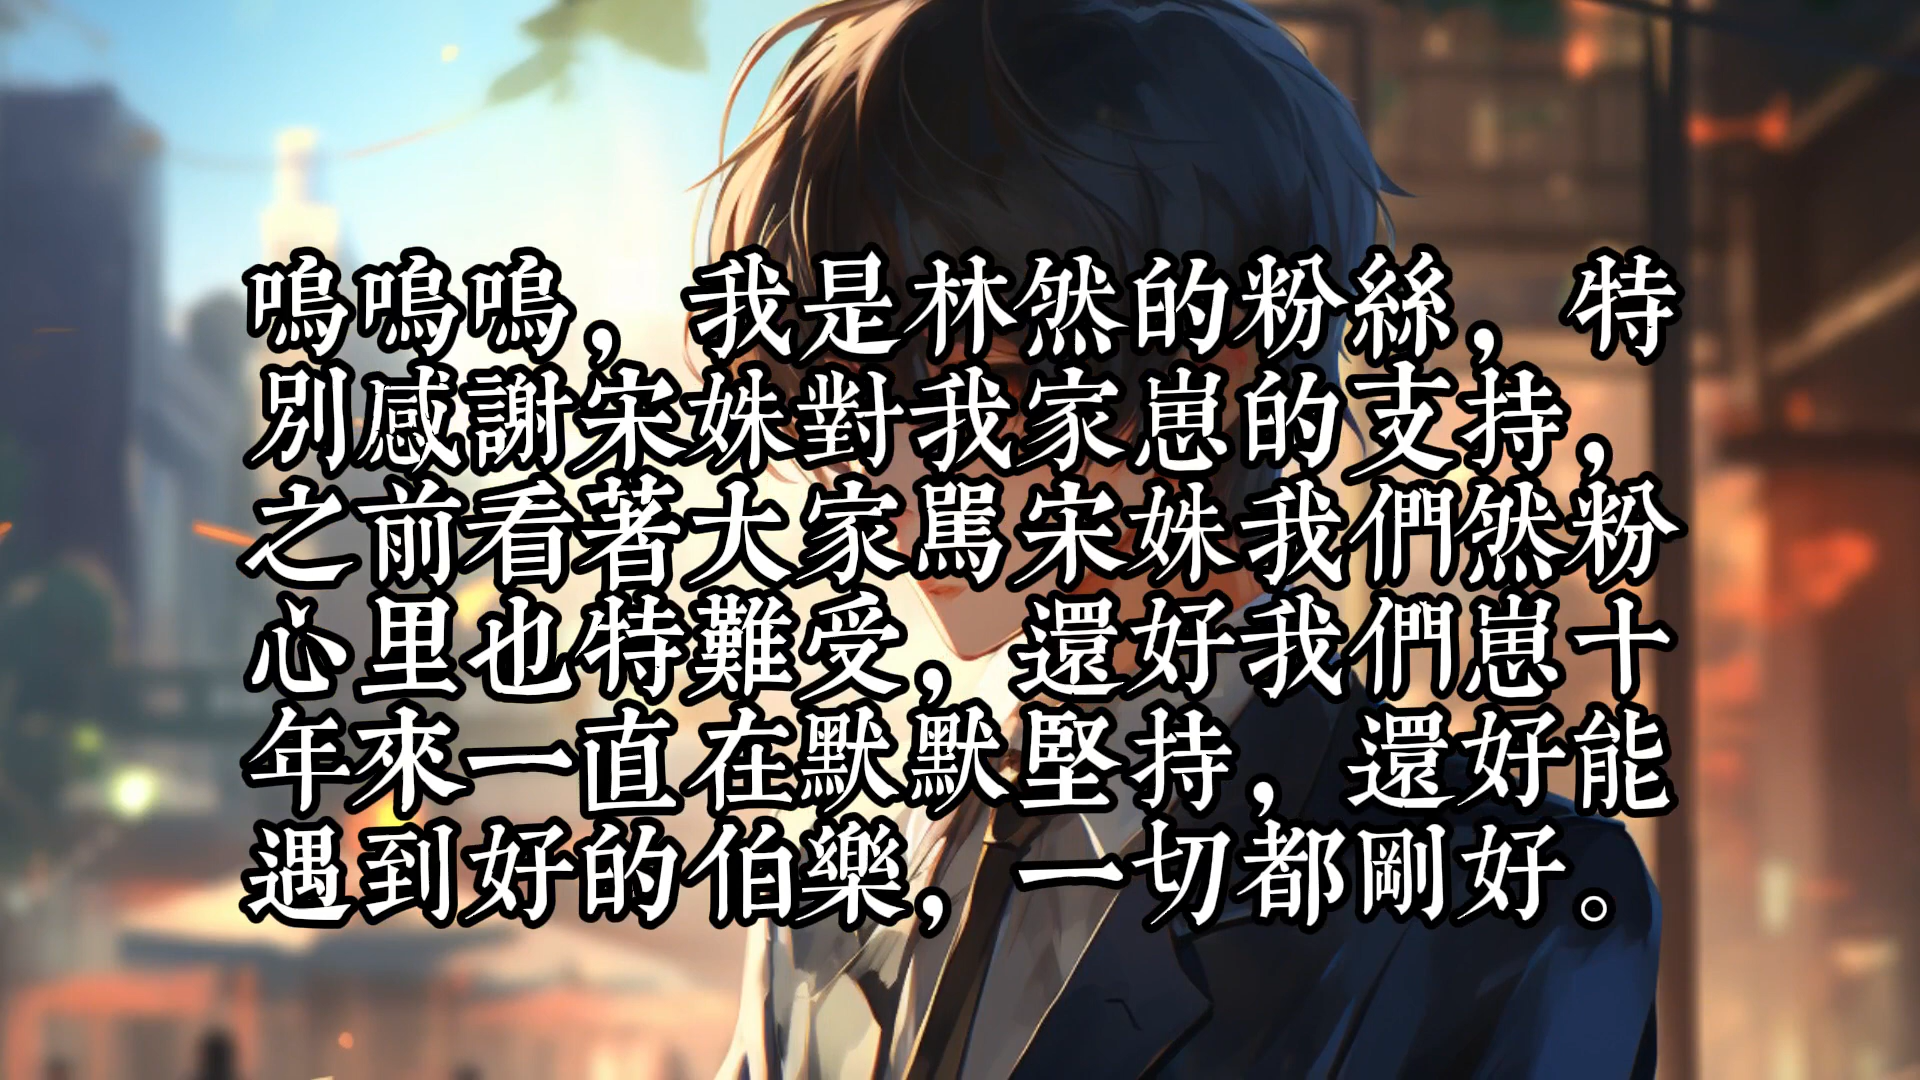 嗚嗚嗚，我是林然的粉絲，特
別感謝宋姝對我家崽的支持，
之前看著大家罵宋姝我們然粉
心里也特難受，還好我們崽十
年來一直在默默堅持，還好能
遇到好的伯樂，一切都剛好。